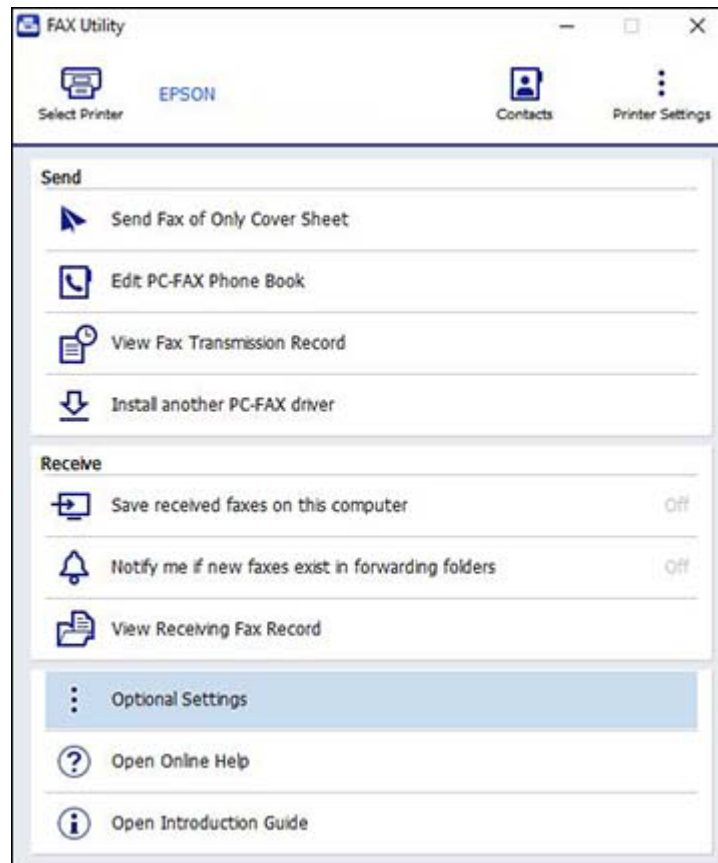 FAX Utility
Select Printer
EPSON
Contacts
Printer Settings
Send
Send Fax of Only Cover Sheet
Edit PC-FAX Phone Book
View Fax Transmission Record
Install another PC-FAX driver
Receive
Save received faxes on this computer Off
Notify me if new faxes exist in forwarding folders Off
View Receiving Fax Record
Optional Settings
Open Online Help
Open Introduction Guide